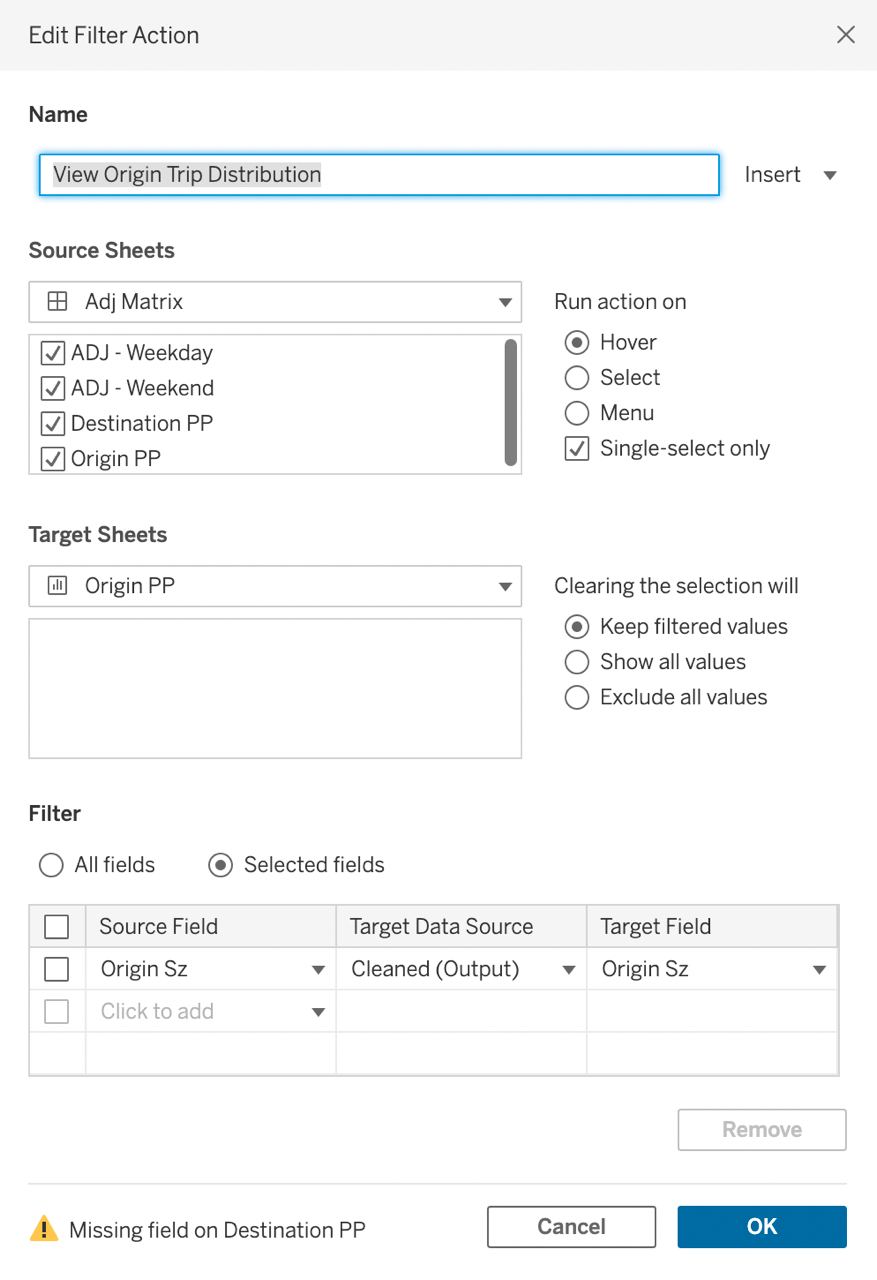 Edit Filter Action
Name
View Origin Trip Distribution
Insert
Source Sheets
Adj Matrix
Run action on
ADJ - Weekday
Hover
ADJ - Weekend
Select
Destination PP
Menu
Origin PP
Single-select only
Target Sheets
Origin PP
Clearing the selection will
Keep filtered values
Show all values
Exclude all values
Filter
All fields
Selected fields
Source Field
Target Data Source
Target Field
Origin Sz
Cleaned (Output)
Origin Sz
Click to add
Remove
Missing field on Destination PP
Cancel
OK